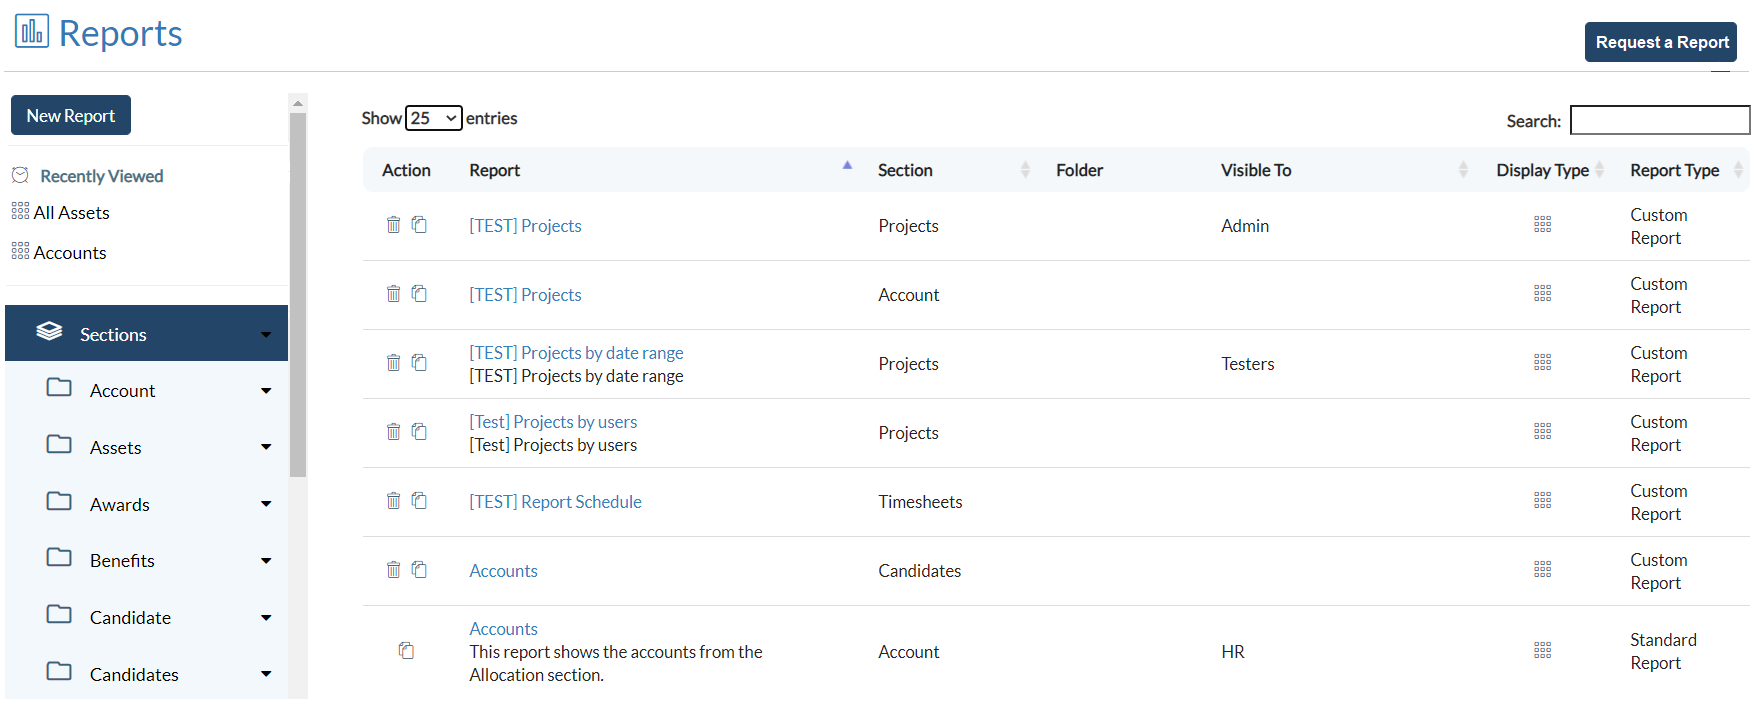 Reports
Request a Report
New Report
Recently Viewed
All Assets
Accounts
Sections
Account
Assets
Awards
Benefits
Candidate
Candidates
Show 25 entries
Search:
Action Report Section Folder Visible To Display Type Report Type
[TEST] Projects Projects Admin Custom
Report
[TEST] Projects Account Custom
Report
[TEST] Projects by date range Projects Testers Custom
[TEST] Projects by date range Report
[Test] Projects by users Projects Custom
[Test] Projects by users Report
[TEST] Report Schedule Timesheets Custom
Report
Accounts Candidates Custom
Report
Accounts Account HR Standard
This report shows the accounts from the Report
Allocation section.